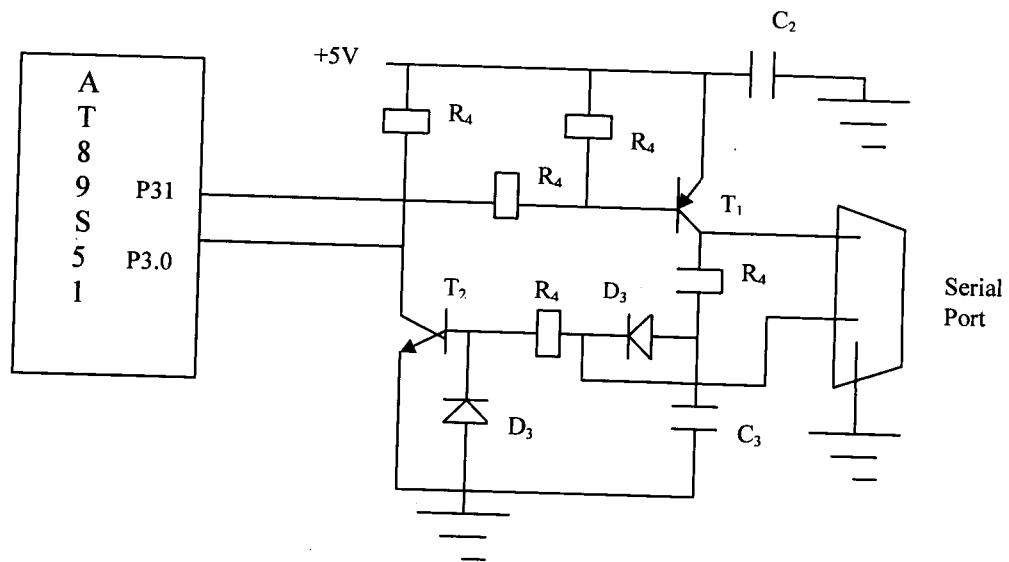 C₂
+5V
A
T
8
9
S
5
1
R₄
R₄
R₄
P31
T₁
P3.0
R₄
T₂
R₄
D₃
Serial
Port
D₃
C₃